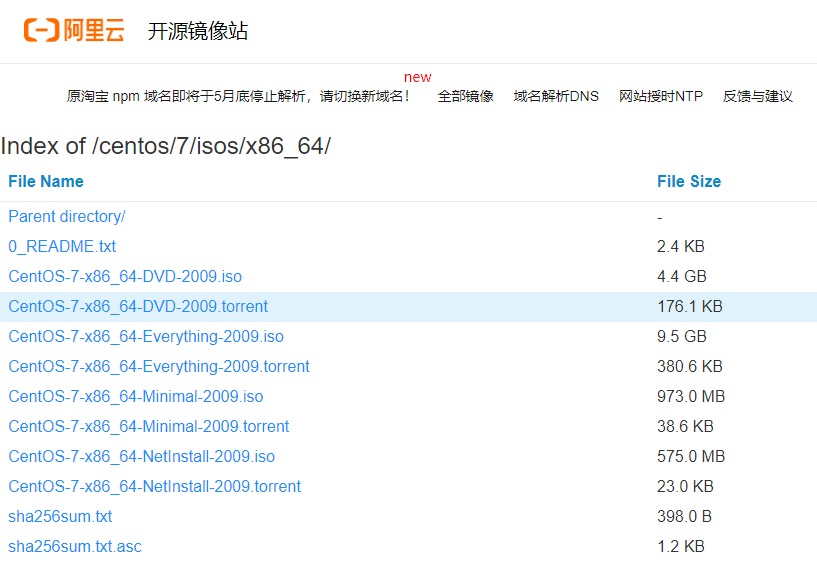 阿里云 开源镜像站
new
原淘宝 npm 域名即将于5月底停止解析，请切换新域名！ 全部镜像 域名解析DNS 网站授时NTP 反馈与建议
Index of /centos/7/isos/x86_64/
File Name File Size
Parent directory/ -
0_README.txt 2.4 KB
CentOS-7-x86_64-DVD-2009.iso 4.4 GB
CentOS-7-x86_64-DVD-2009.torrent 176.1 KB
CentOS-7-x86_64-Everything-2009.iso 9.5 GB
CentOS-7-x86_64-Everything-2009.torrent 380.6 KB
CentOS-7-x86_64-Minimal-2009.iso 973.0 MB
CentOS-7-x86_64-Minimal-2009.torrent 38.6 KB
CentOS-7-x86_64-NetInstall-2009.iso 575.0 MB
CentOS-7-x86_64-NetInstall-2009.torrent 23.0 KB
sha256sum.txt 398.0 B
sha256sum.txt.asc 1.2 KB